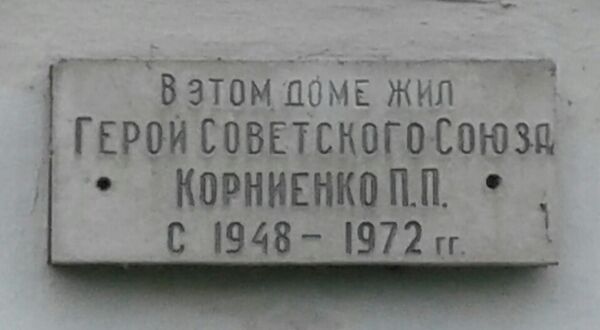 В ЭТОМ ДОМЕ ЖИЛ
ГЕРОЙ СОВЕТСКОГО СОЮЗА
КОРНИЕНКО П.П.
С 1948 – 1972 гг.